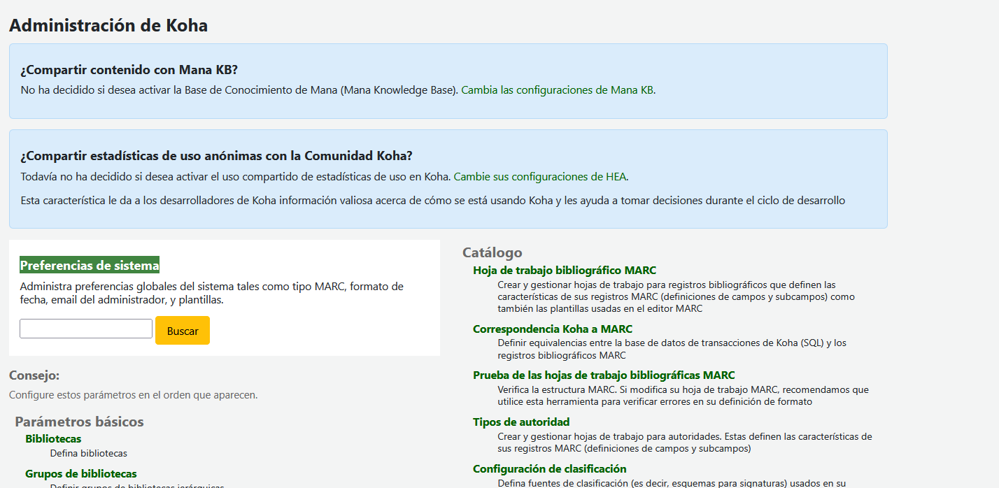 Administración de Koha
¿Compartir contenido con Mana KB?
No ha decidido si desea activar la Base de Conocimiento de Mana (Mana Knowledge Base). Cambia las configuraciones de Mana KB.
¿Compartir estadísticas de uso anónimas con la Comunidad Koha?
Todavía no ha decidido si desea activar el uso compartido de estadísticas de uso en Koha. Cambie sus configuraciones de HEA.
Esta característica le da a los desarrolladores de Koha información valiosa acerca de cómo se está usando Koha y les ayuda a tomar decisiones durante el ciclo de desarrollo
Preferencias de sistema
Administra preferencias globales del sistema tales como tipo MARC, formato de
fecha, email del administrador, y plantillas.
Buscar
Consejo:
Configure estos parámetros en el orden que aparecen.
Parámetros básicos
Bibliotecas
Defina bibliotecas
Grupos de bibliotecas
Definir grupos de bibliotecas jerárquicas
Catálogo
Hoja de trabajo bibliográfico MARC
Crear y gestionar hojas de trabajo para registros bibliográficos que definen las
características de sus registros MARC (definiciones de campos y subcampos) como
también las plantillas usadas en el editor MARC
Correspondencia Koha a MARC
Definir equivalencias entre la base de datos de transacciones de Koha (SQL) y los
registros bibliográficos MARC
Prueba de las hojas de trabajo bibliográficas MARC
Verifica la estructura MARC. Si modifica su hoja de trabajo MARC, recomendamos que
utilice esta herramienta para verificar errores en su definición de formato
Tipos de autoridad
Crear y gestionar hojas de trabajo para autoridades. Estas definen las características de
sus registros MARC (definiciones de campos y subcampos)
Configuración de clasificación
Defina fuentes de clasificación (es decir, esquemas para signaturas) usados en su